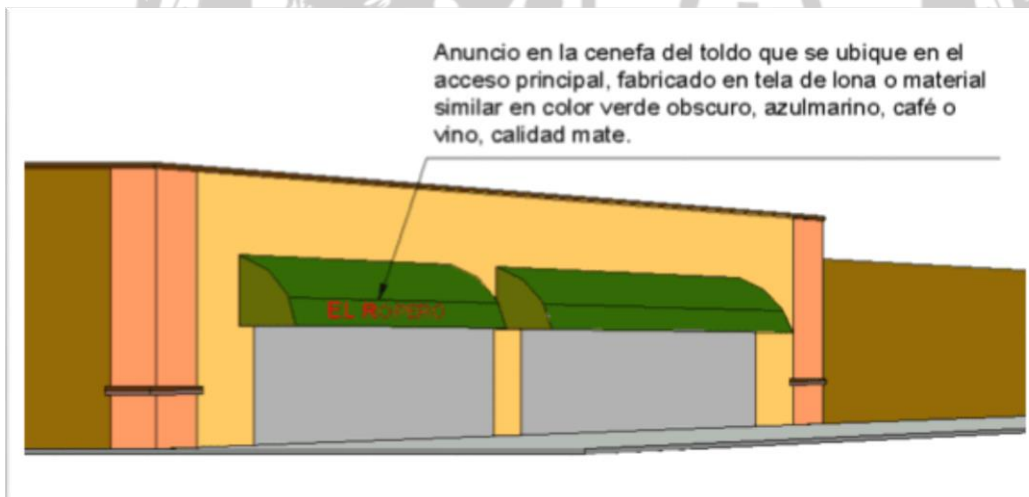 Anuncio en la cenefa del toldo que se ubique en el
acceso principal, fabricado en tela de lona o material
similar en color verde obscuro, azulmarino, café o
vino, calidad mate.
EL ROPERO